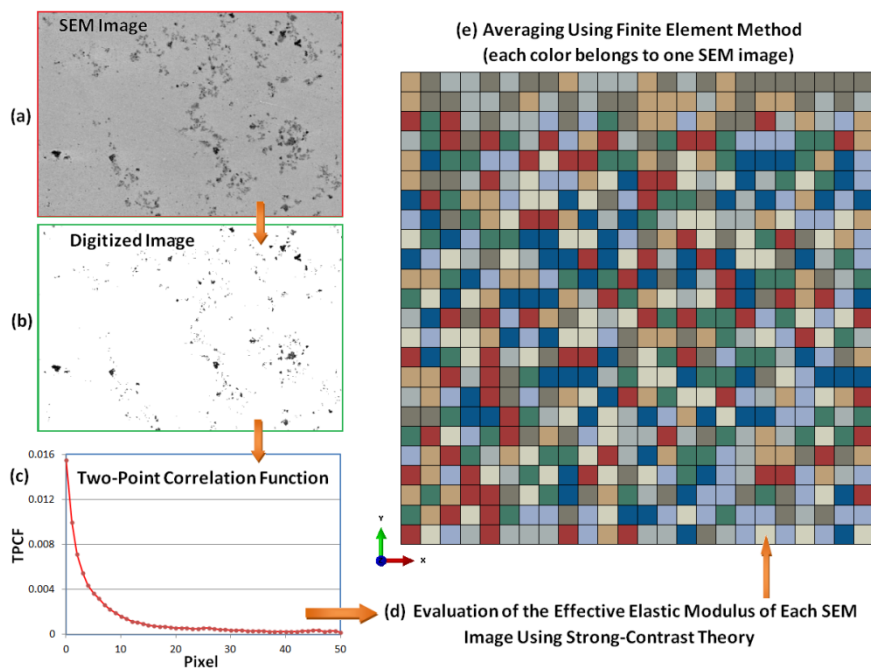 SEM Image
(a)
Digitized Image
(b)
(c)
Two-Point Correlation Function
0.016
0.012
0.008
0.004
0
TPCF
0 10 20 30 40 50
Pixel
(d) Evaluation of the Effective Elastic Modulus of Each SEM
Image Using Strong-Contrast Theory
(e) Averaging Using Finite Element Method
(each color belongs to one SEM image)
Y
X